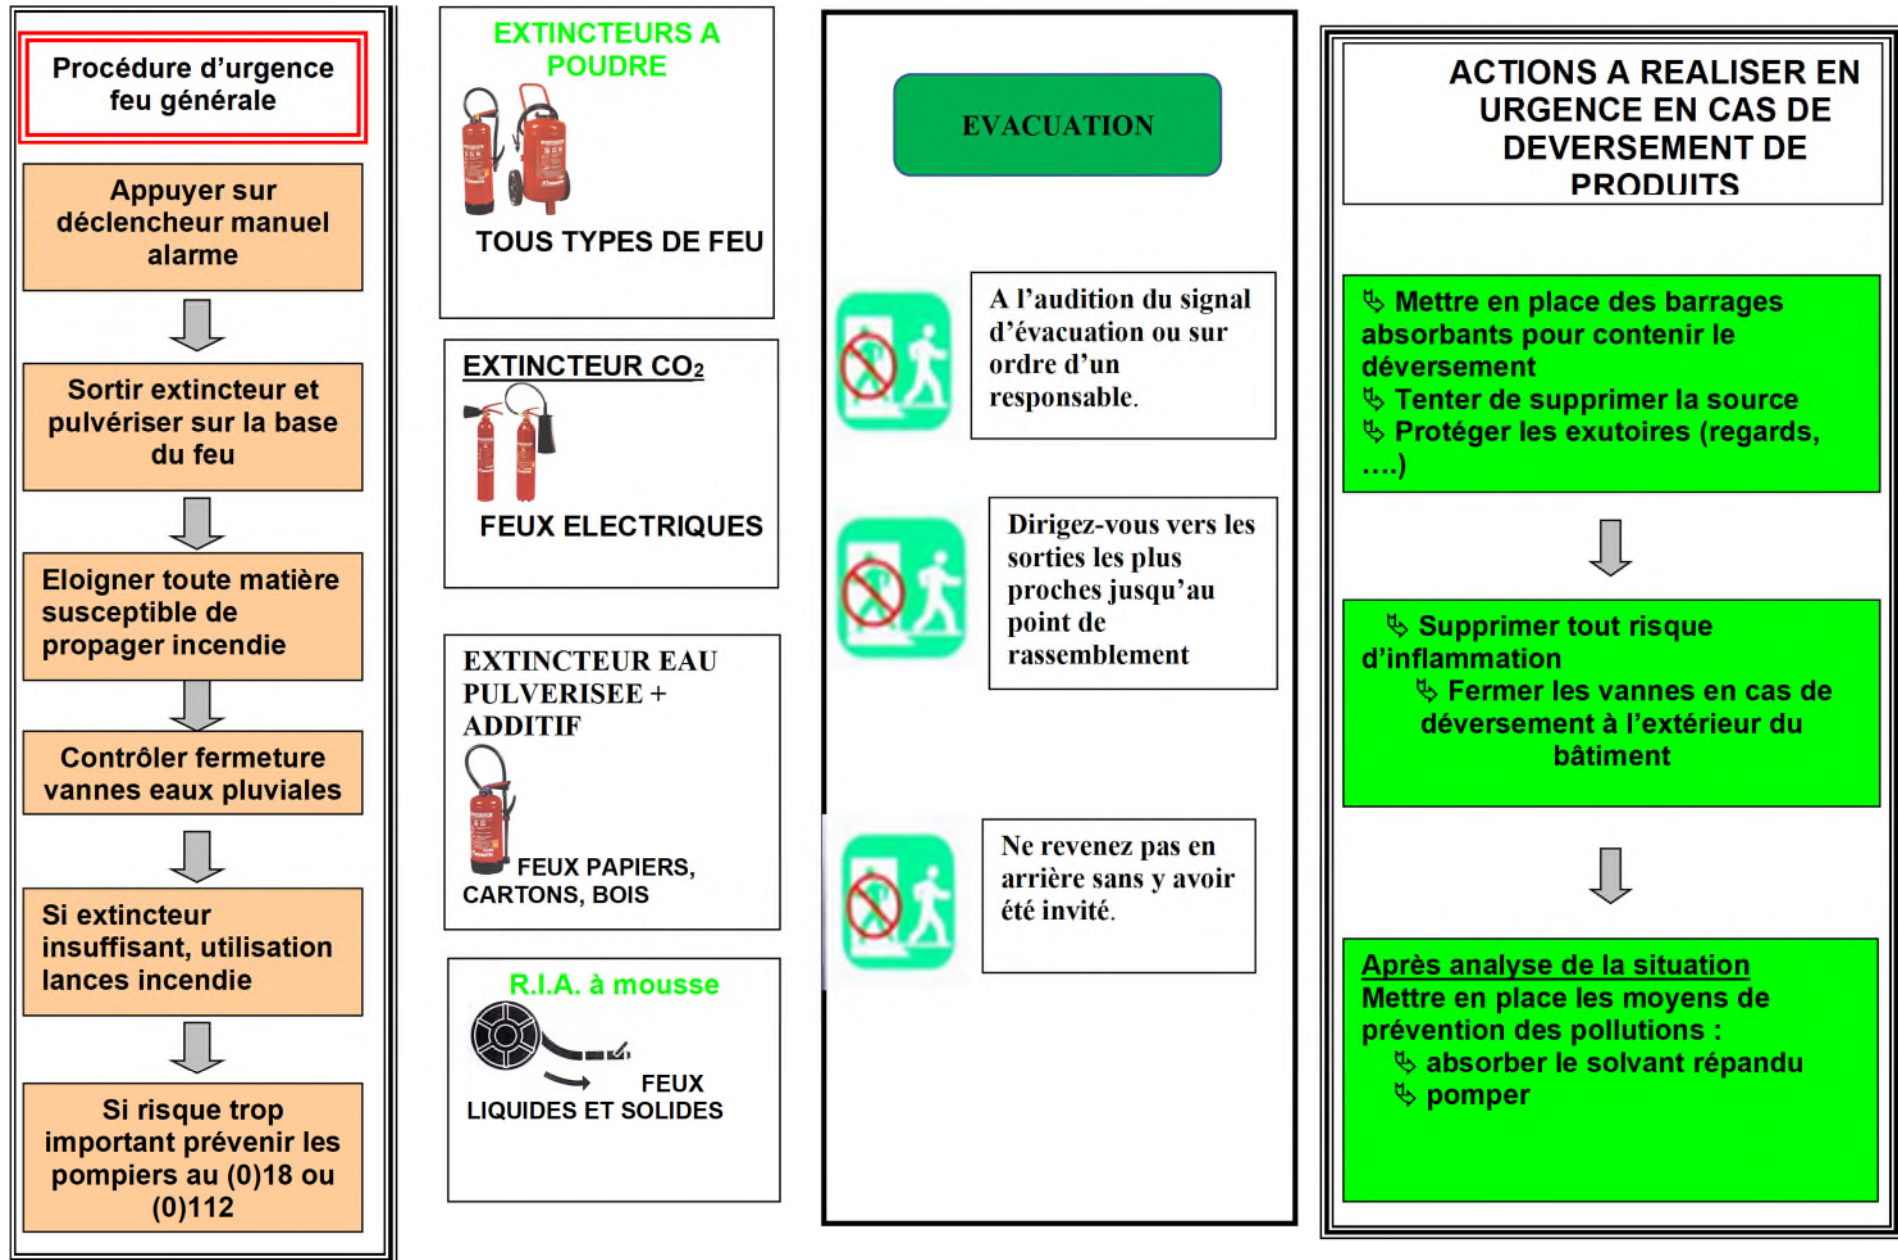 Procédure d'urgence
feu générale
Appuyer sur
déclencheur manuel
alarme
Sortir extincteur et
pulvériser sur la base
du feu
Eloigner toute matière
susceptible de
propager incendie
Contrôler fermeture
vannes eaux pluviales
Si extincteur
insuffisant, utilisation
lances incendie
Si risque trop
important prévenir les
pompiers au (0)18 ou
(0)112
EXTINCTEURS A
POUDRE
TOUS TYPES DE FEU
EXTINCTEUR CO₂
FEUX ELECTRIQUES
EXTINCTEUR EAU
PULVERISEE +
ADDITIF
FEUX PAPIERS,
CARTONS, BOIS
R.I.A. à mousse
FEUX
LIQUIDES ET SOLIDES
EVACUATION
A l'audition du signal
d'évacuation ou sur
ordre d'un
responsable.
Dirigez-vous vers les
sorties les plus
proches jusqu'au
point de
rassemblement
Ne revenez pas en
arrière sans y avoir
été invité.
ACTIONS A REALISER EN
URGENCE EN CAS DE
DEVERSEMENT DE
PRODUITS
Mettre en place des barrages
absorbants pour contenir le
déversement
Tenter de supprimer la source
Protéger les exutoires (regards,
….)
Supprimer tout risque
d'inflammation
Fermer les vannes en cas de
déversement à l'extérieur du
bâtiment
Après analyse de la situation
Mettre en place les moyens de
prévention des pollutions :
absorber le solvant répandu
pomper